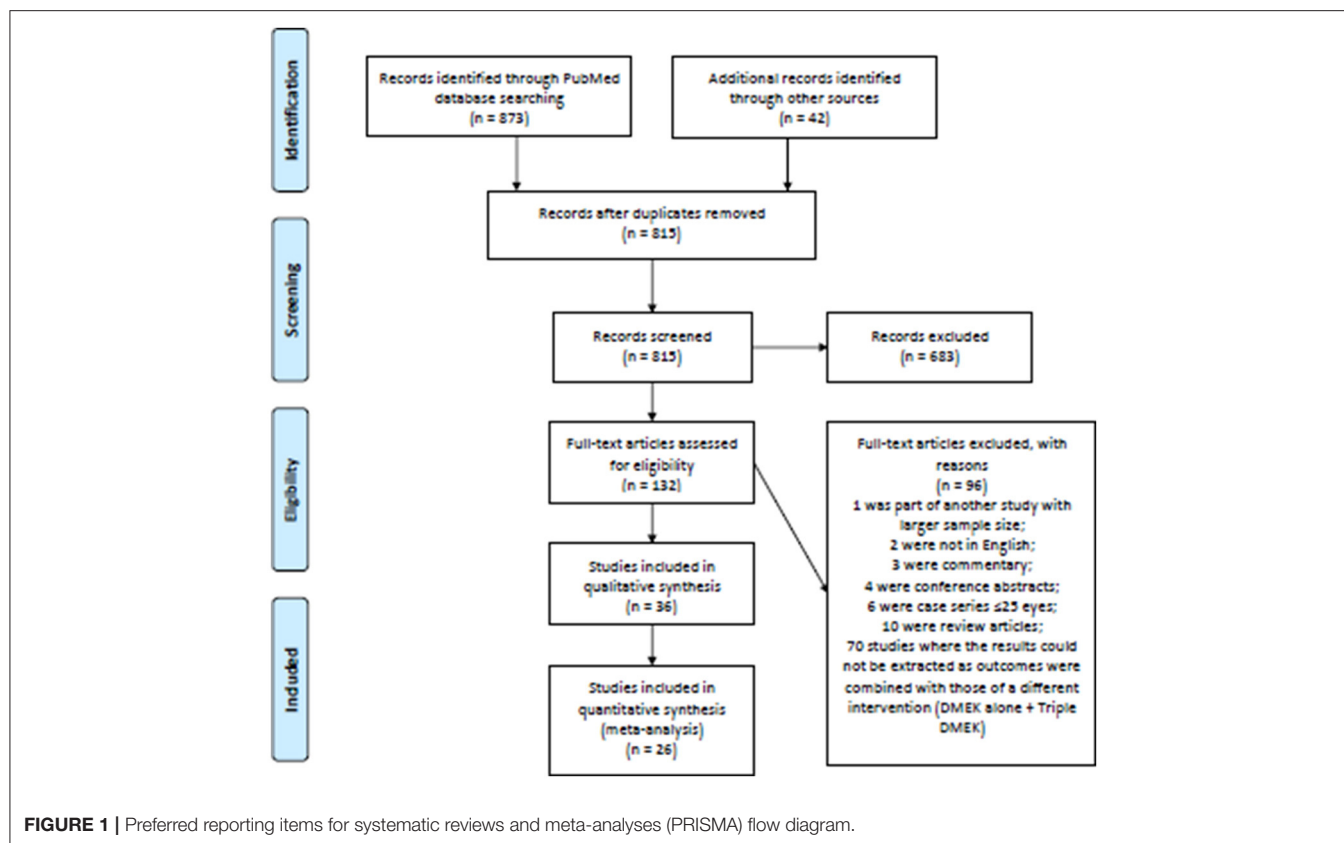 Identification
Records identified through PubMed
database searching
(n = 873)
Additional records identified
through other sources
(n = 42)
Records after duplicates removed
(n = 815)
Screening
Records screened
(n = 815)
Records excluded
(n = 683)
Eligibility
Full-text articles assessed
for eligibility
(n = 132)
Full-text articles excluded, with
reasons
(n = 96)
1 was part of another study with
larger sample size;
2 were not in English;
3 were commentary;
4 were conference abstracts;
6 were case series ≤25 eyes;
10 were review articles;
70 studies where the results could
not be extracted as outcomes were
combined with those of a different
intervention (DMEK alone + Triple
DMEK)
Studies included in
qualitative synthesis
(n = 36)
Included
Studies included in
quantitative synthesis
(meta-analysis)
(n = 26)
FIGURE 1 | Preferred reporting items for systematic reviews and meta-analyses (PRISMA) flow diagram.